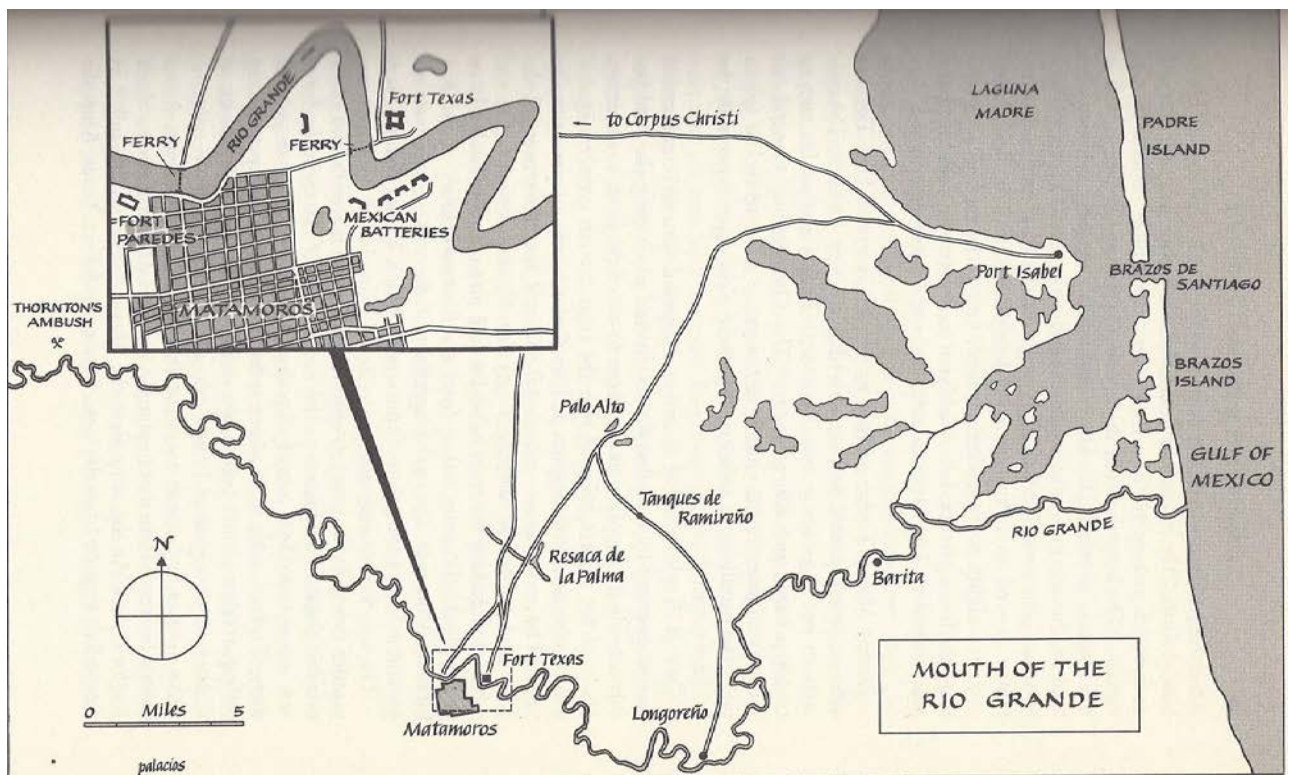 RIO GRANDE
Fort Texas
FERRY
FERRY
FORT
PAREDES
MEXICAN
BATTERIES
MATAMOROS
← to Corpus Christi
LAGUNA
MADRE
PADRE
ISLAND
Port Isabel
BRAZOS DE
SANTIAGO
THORNTON'S
AMBUSH
BRAZOS
ISLAND
Palo Alto
GULF OF
MEXICO
Tanques de
Ramireño
RIO GRANDE
Resaca de
la Palma
Barita
N
Fort Texas
MOUTH OF THE
RIO GRANDE
0 Miles 5
Longoreño
Matamoros
palacios